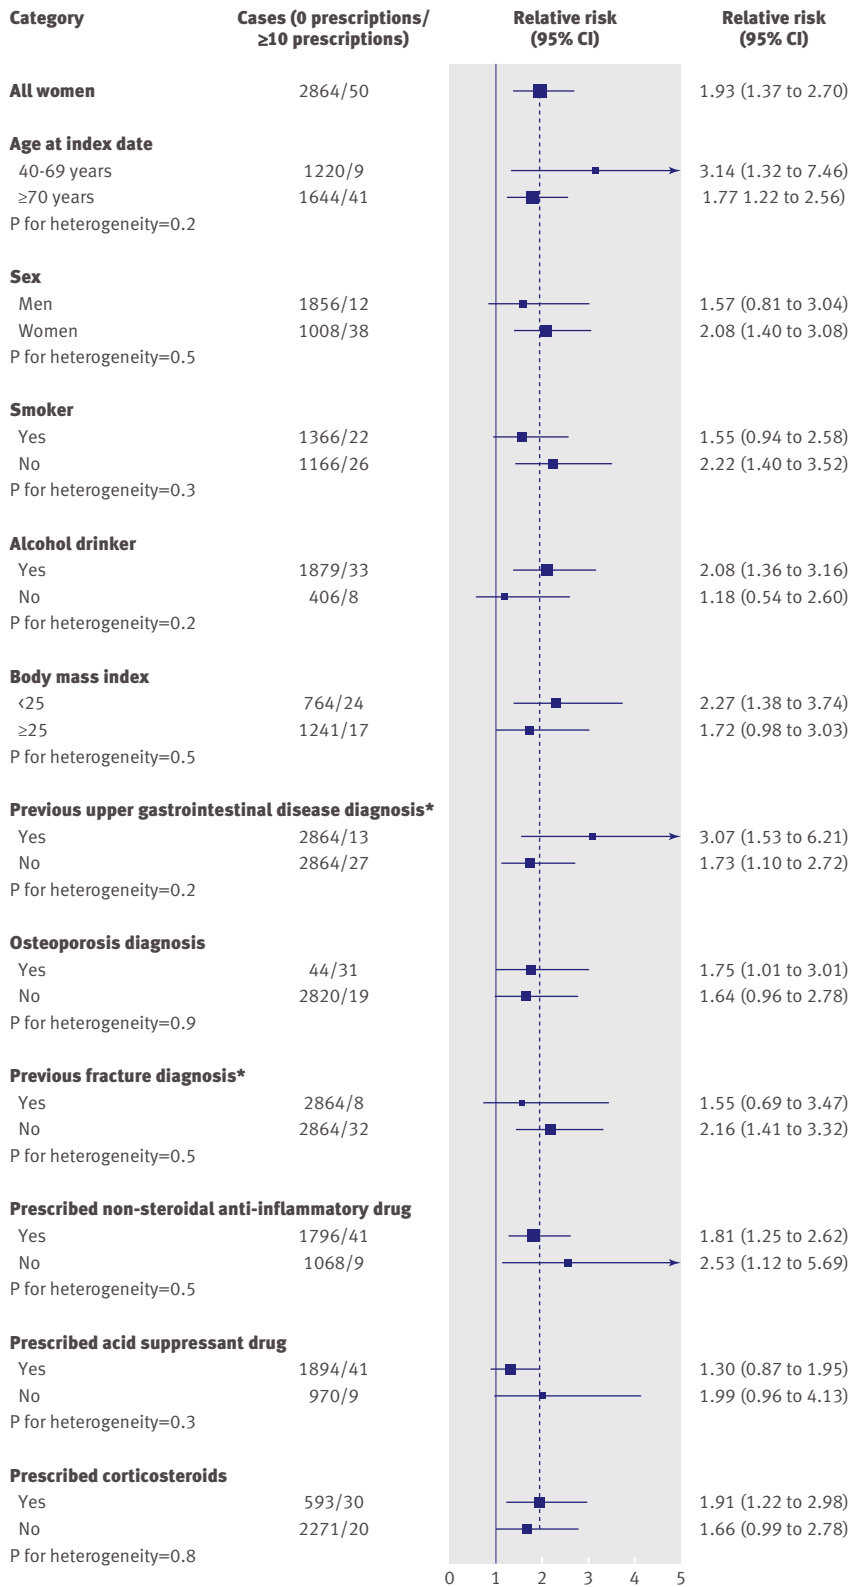 Category Cases (0 prescriptions/ Relative risk Relative risk
≥10 prescriptions) (95% CI) (95% CI)
All women 2864/50 1.93 (1.37 to 2.70)
Age at index date
40-69 years 1220/9 3.14 (1.32 to 7.46)
≥70 years 1644/41 1.77 1.22 to 2.56)
P for heterogeneity=0.2
Sex
Men 1856/12 1.57 (0.81 to 3.04)
Women 1008/38 2.08 (1.40 to 3.08)
P for heterogeneity=0.5
Smoker
Yes 1366/22 1.55 (0.94 to 2.58)
No 1166/26 2.22 (1.40 to 3.52)
P for heterogeneity=0.3
Alcohol drinker
Yes 1879/33 2.08 (1.36 to 3.16)
No 406/8 1.18 (0.54 to 2.60)
P for heterogeneity=0.2
Body mass index
<25 764/24 2.27 (1.38 to 3.74)
≥25 1241/17 1.72 (0.98 to 3.03)
P for heterogeneity=0.5
Previous upper gastrointestinal disease diagnosis*
Yes 2864/13 3.07 (1.53 to 6.21)
No 2864/27 1.73 (1.10 to 2.72)
P for heterogeneity=0.2
Osteoporosis diagnosis
Yes 44/31 1.75 (1.01 to 3.01)
No 2820/19 1.64 (0.96 to 2.78)
P for heterogeneity=0.9
Previous fracture diagnosis*
Yes 2864/8 1.55 (0.69 to 3.47)
No 2864/32 2.16 (1.41 to 3.32)
P for heterogeneity=0.5
Prescribed non-steroidal anti-inflammatory drug
Yes 1796/41 1.81 (1.25 to 2.62)
No 1068/9 2.53 (1.12 to 5.69)
P for heterogeneity=0.5
Prescribed acid suppressant drug
Yes 1894/41 1.30 (0.87 to 1.95)
No 970/9 1.99 (0.96 to 4.13)
P for heterogeneity=0.3
Prescribed corticosteroids
Yes 593/30 1.91 (1.22 to 2.98)
No 2271/20 1.66 (0.99 to 2.78)
P for heterogeneity=0.8
0 1 2 3 4 5